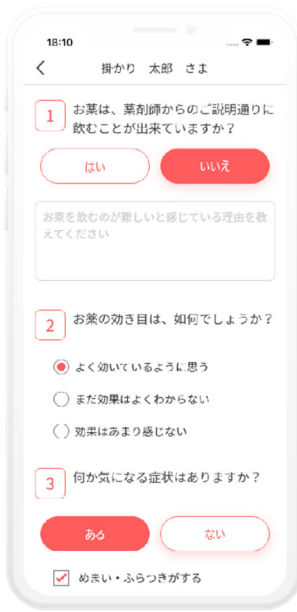 18:10
掛かり 太郎 さま
1
お薬は、薬剤師からのご説明通りに
飲むことが出来ていますか？
はい
いいえ
お薬を飲むのが難しいと感じている理由を教
えてください
2
お薬の効き目は、如何でしょうか？
よく効いているように思う
まだ効果はよくわからない
効果はあまり感じない
3
何か気になる症状はありますか？
ある
ない
めまい・ふらつきがする